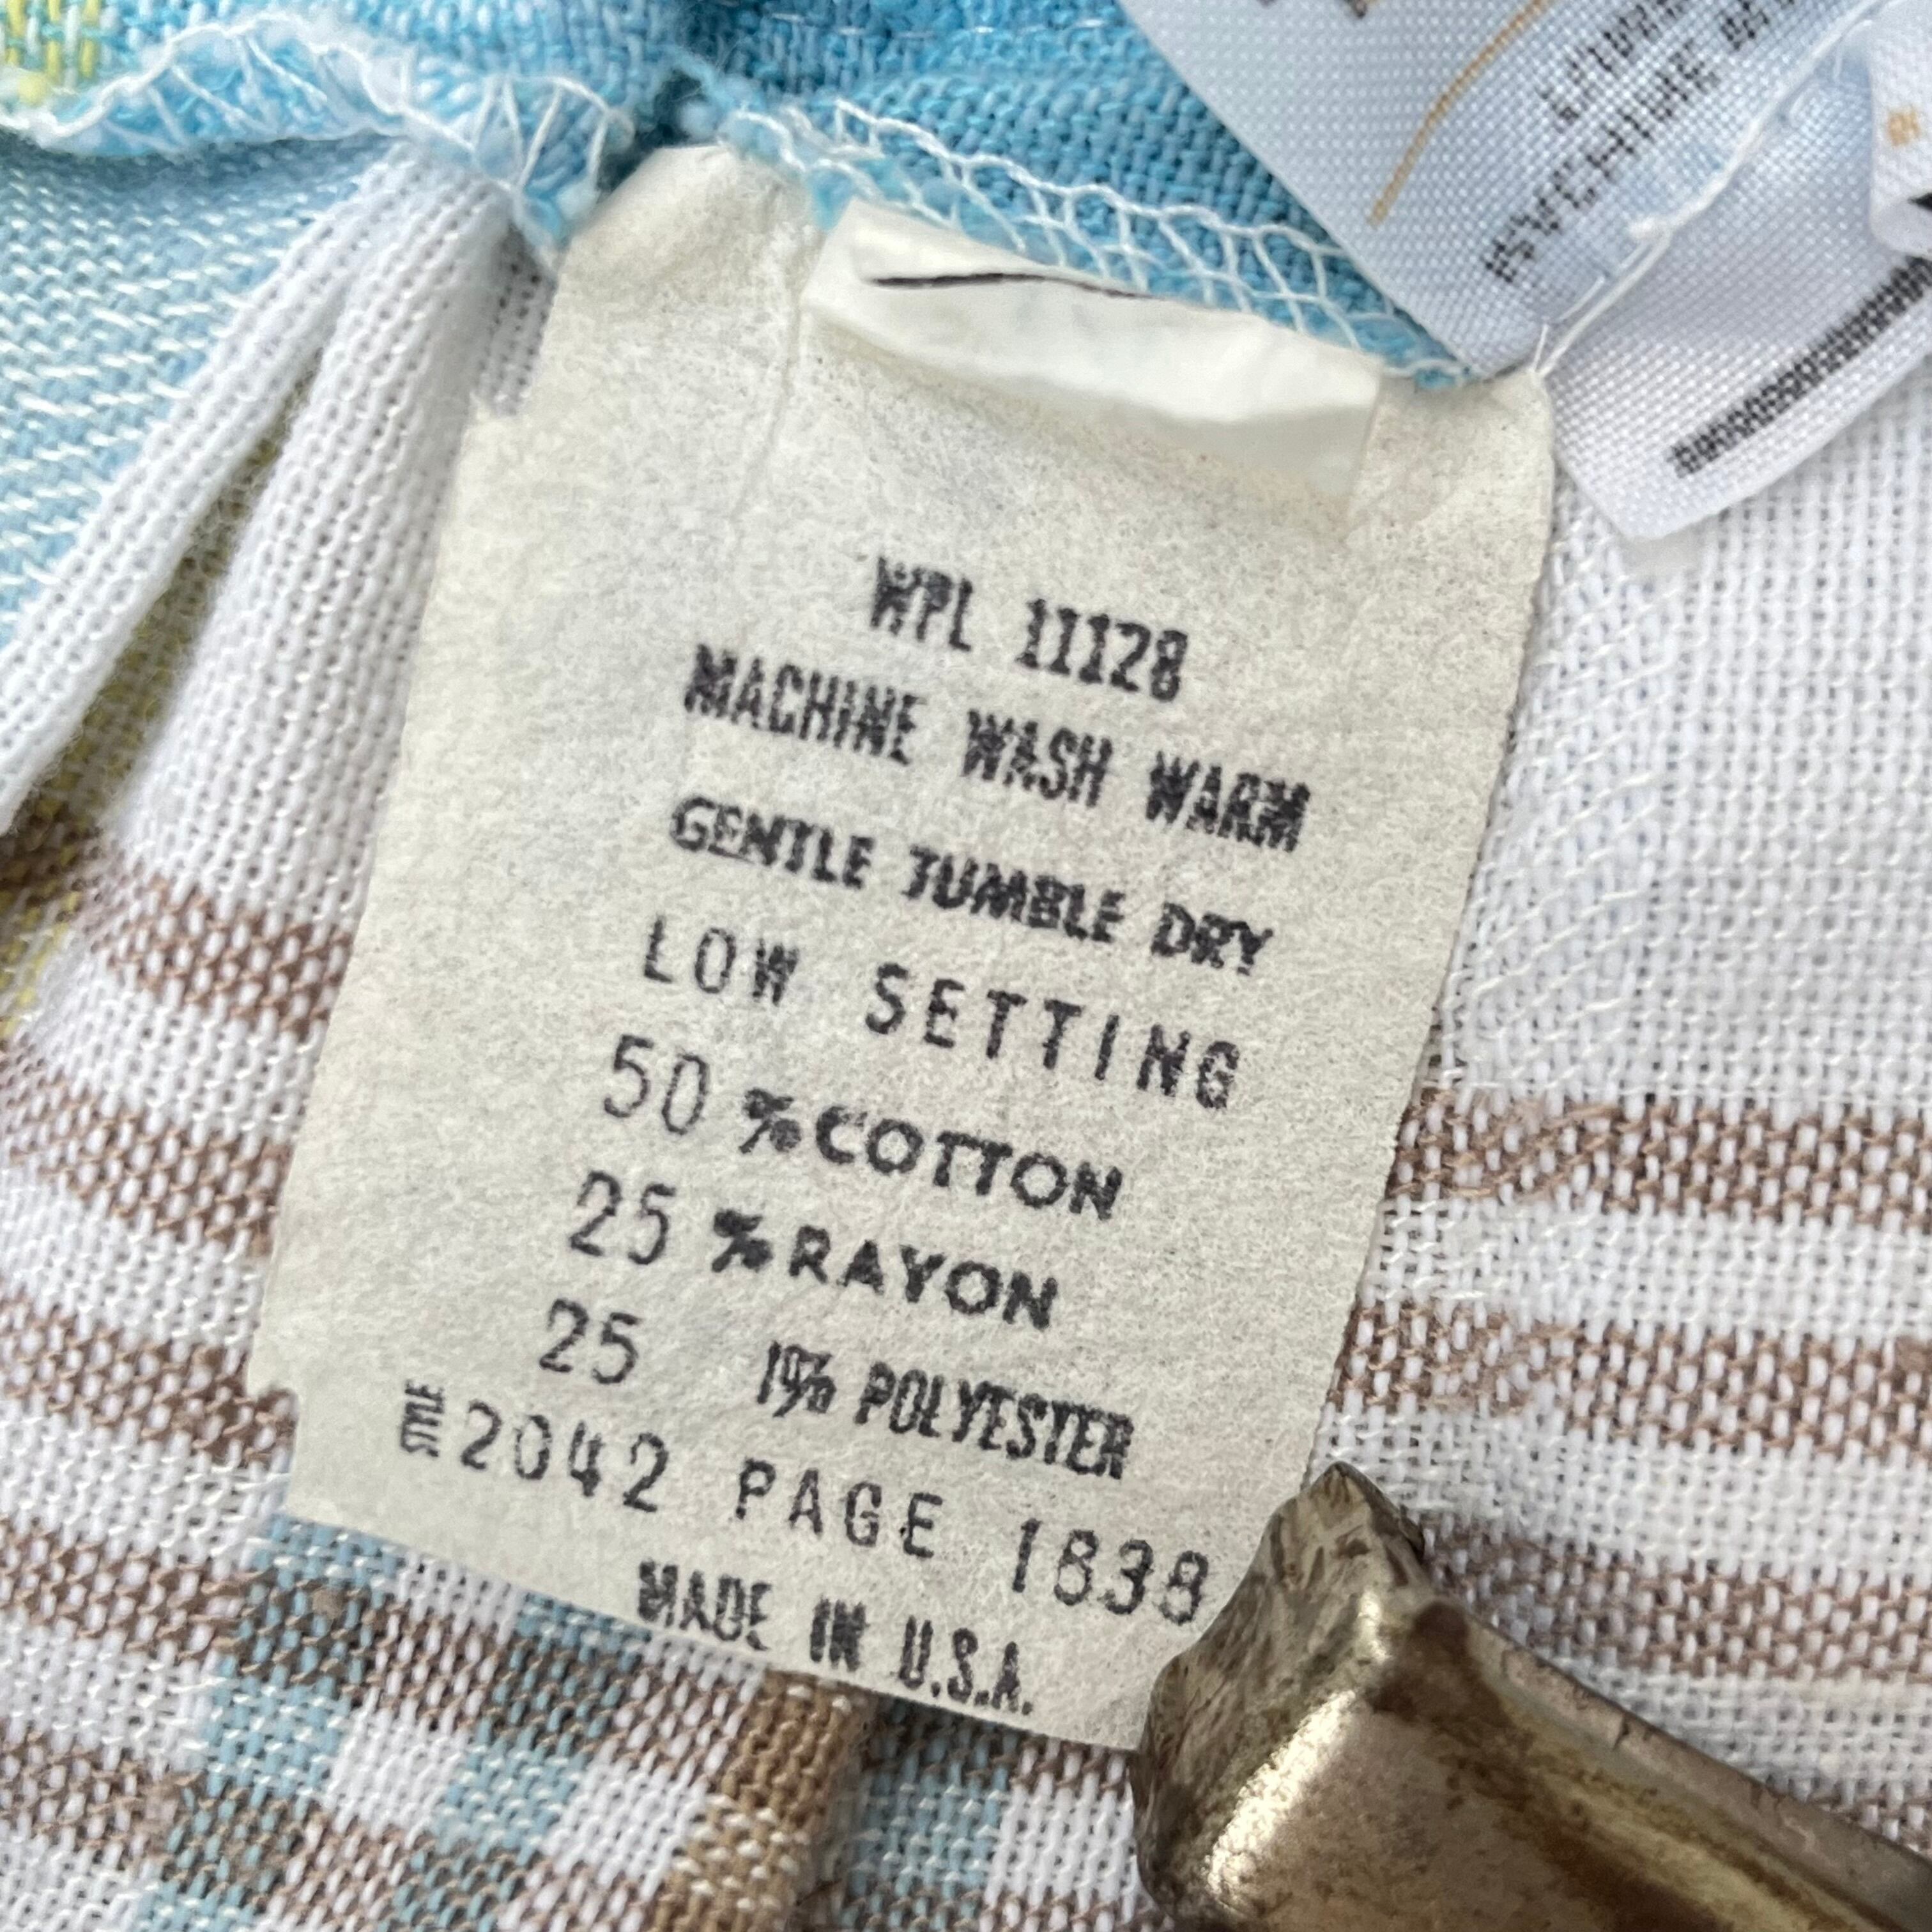 WPL 11128
MACHINE WASH WARM
GENTLE TUMBLE DRY
LOW SETTING
50 % COTTON
25 % RAYON
25 % POLYESTER
STYLE 2042 PAGE 1838
MADE IN U.S.A.